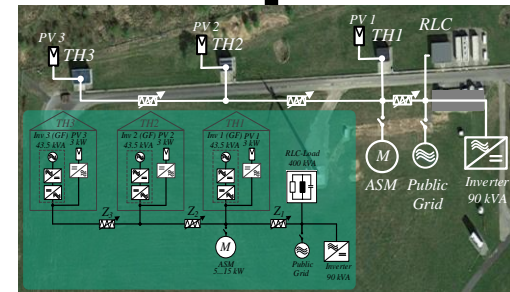 PV 3
TH3
PV 2
TH2
PV 1
TH1
RLC
M
ASM
Public
Grid
Inverter
90 kVA
TH3
TH2
TH1
Inv 3 (GF) PV 3
43.5 kVA 3 kW
Inv 2 (GF) PV 2
43.5 kVA 3 kW
Inv 1 (GF) PV 1
43.5 kVA 3 kW
RLC-Load
400 kVA
Z3
Z2
Z1
M
ASM
5...15 kW
Public
Grid
Inverter
90 kVA